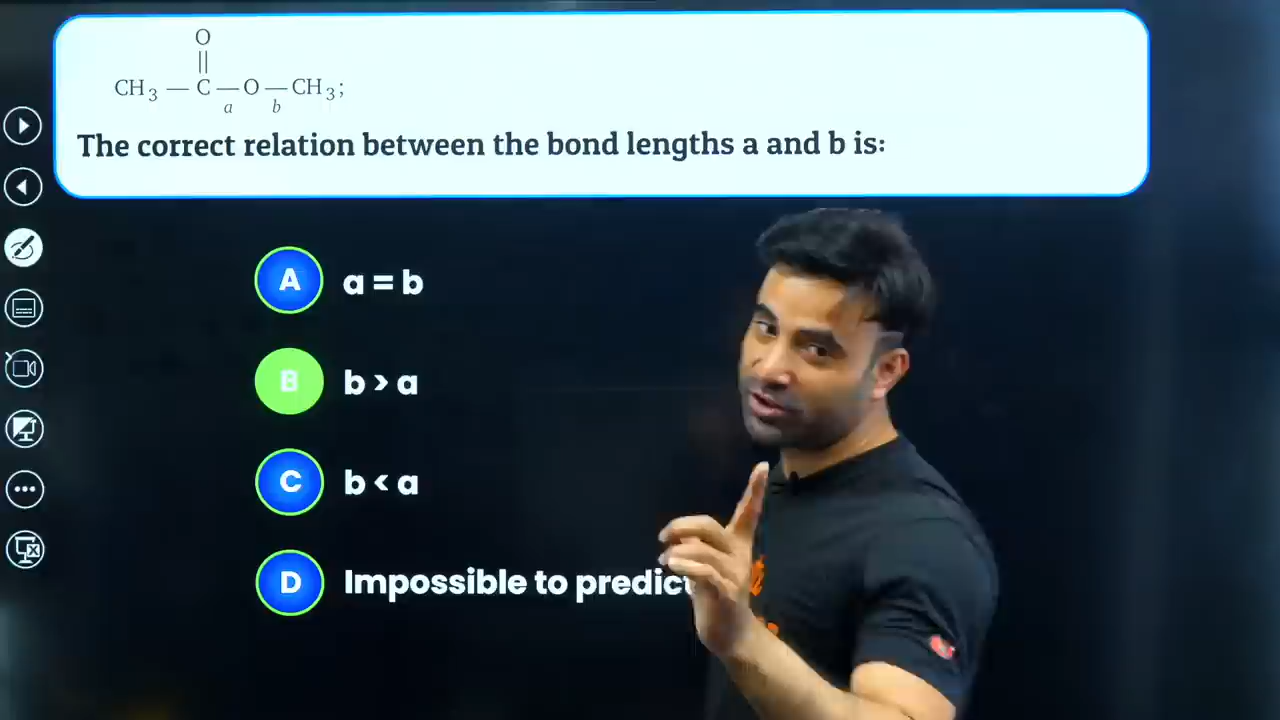 O
||
CH3 — C — O — CH3;
a b
The correct relation between the bond lengths a and b is:
A a = b
B b > a
C b < a
D Impossible to predict